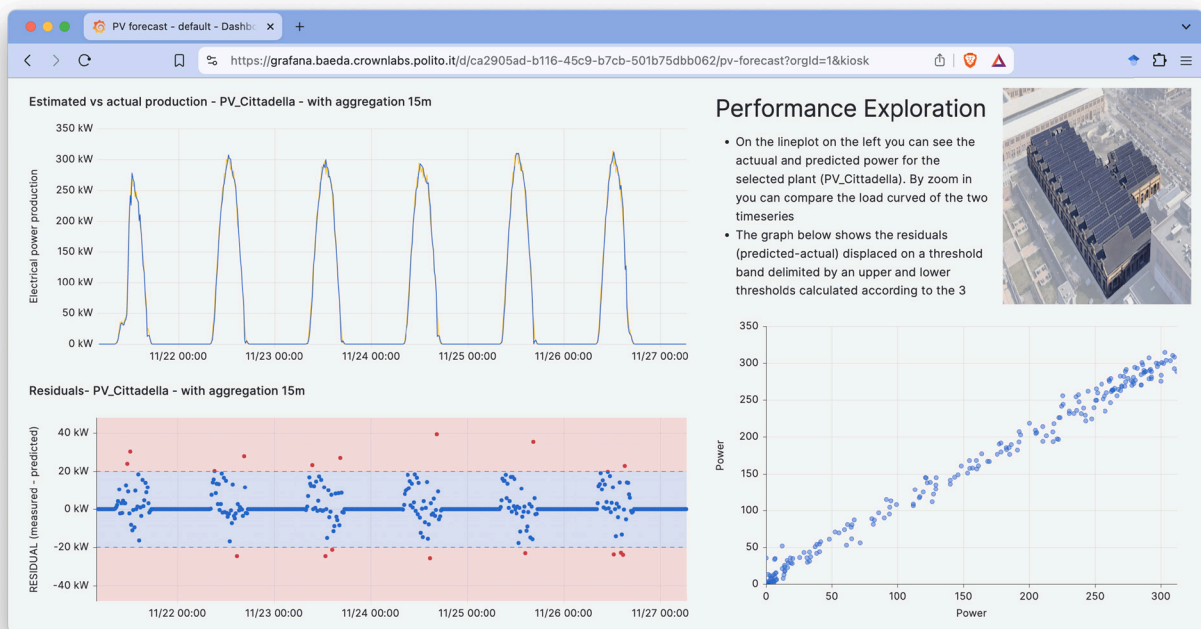 PV forecast - default - Dashb
https://grafana.baeda.crownlabs.polito.it/d/ca2905ad-b116-45c9-b7cb-501b75dbb062/pv-forecast?orgId=1&kiosk
Estimated vs actual production - PV_Cittadella - with aggregation 15m
Electrical power production
350 kW
300 kW
250 kW
200 kW
150 kW
100 kW
50 kW
0 kW
11/22 00:00 11/23 00:00 11/24 00:00 11/25 00:00 11/26 00:00 11/27 00:00
Residuals- PV_Cittadella - with aggregation 15m
RESIDUAL (measured - predicted)
40 kW
20 kW
0 kW
-20 kW
-40 kW
11/22 00:00 11/23 00:00 11/24 00:00 11/25 00:00 11/26 00:00 11/27 00:00
Performance Exploration
• On the lineplot on the left you can see the
actuual and predicted power for the
selected plant (PV_Cittadella). By zoom in
you can compare the load curved of the two
timeseries
• The graph below shows the residuals
(predicted-actual) displaced on a threshold
band delimited by an upper and lower
thresholds calculated according to the 3
Power
350
300
250
200
150
100
50
0
0 50 100 150 200 250 300
Power